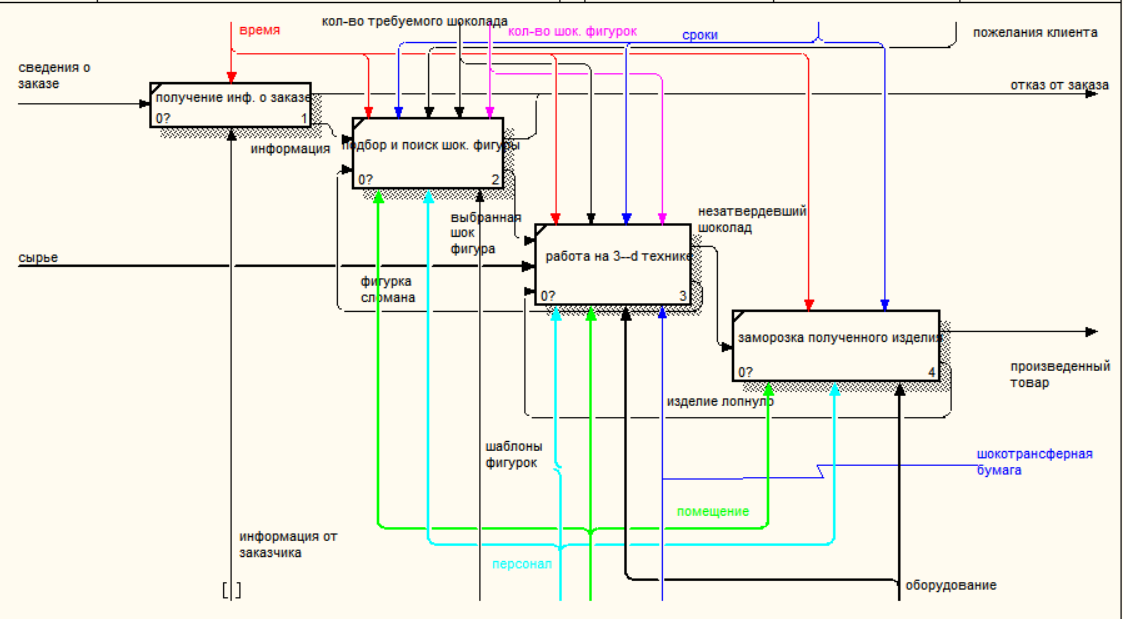 кол-во требуемого шоколада
время
кол-во шок. фигурок
сроки
пожелания клиента
сведения о
заказе
отказ от заказа
получение инф. о заказе
0?
1
информация
подбор и поиск шок. фигуры
0?
2
выбранная
шок
фигура
незатвердевший
шоколад
сырье
работа на 3--d технике
0?
3
фигурка
сломана
заморозка полученного изделия
0?
4
произведенный
товар
изделие лопнуло
шаблоны
фигурок
шокотрансферная
бумага
помещение
информация от
заказчика
персонал
оборудование